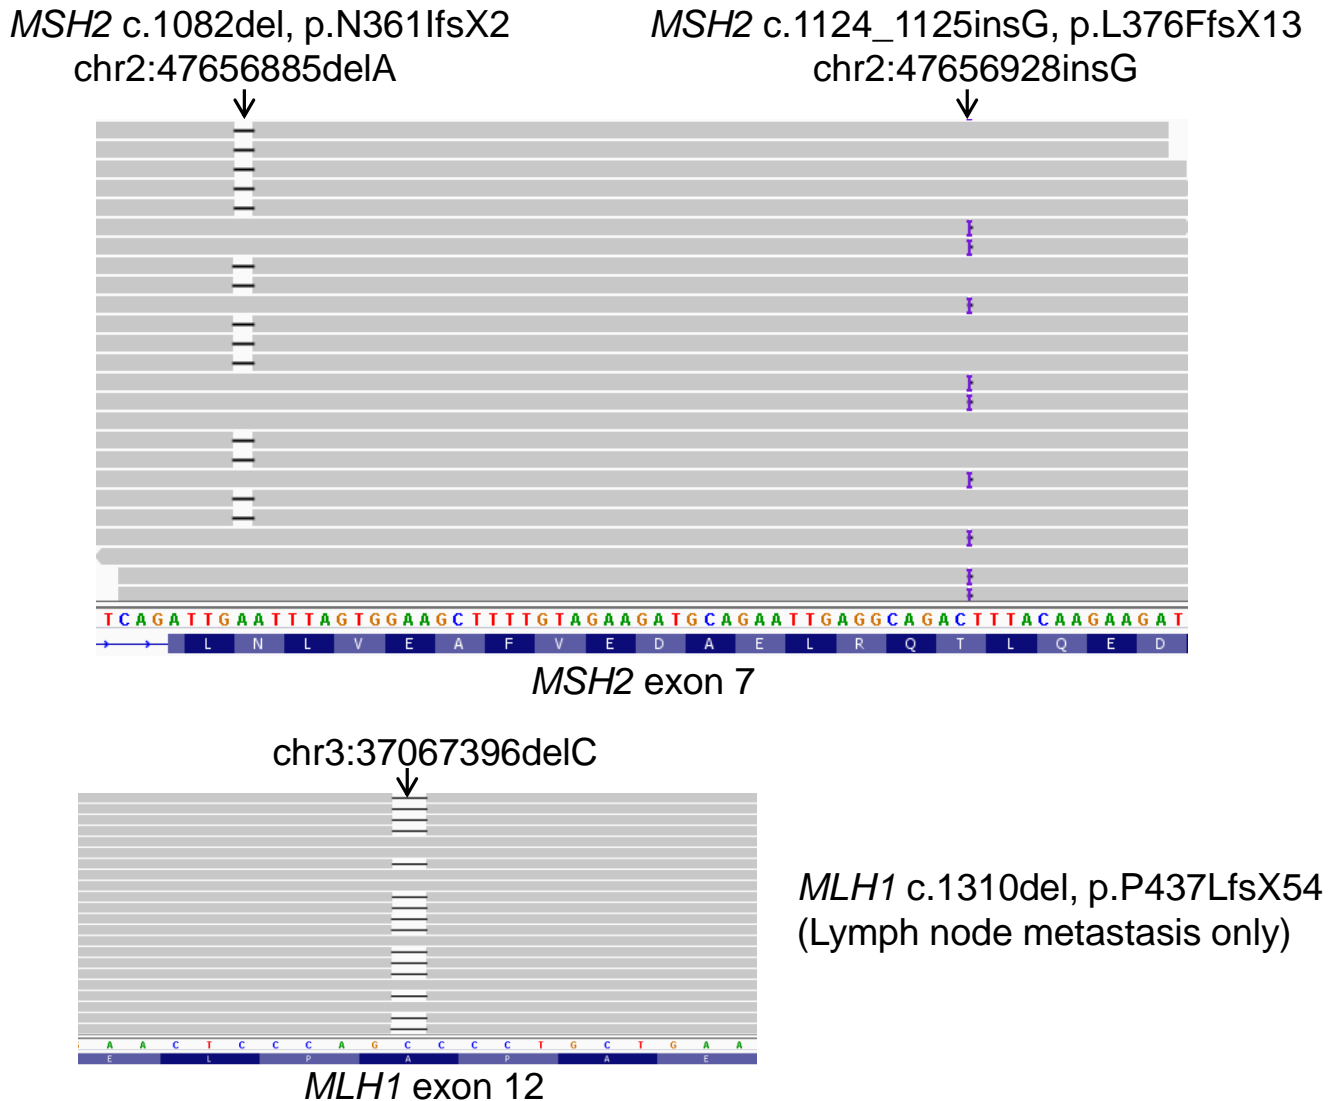 MSH2 c.1082del, p.N361IfsX2
chr2:47656885delA
MSH2 c.1124_1125insG, p.L376FfsX13
chr2:47656928insG
T C A G A T T G A A T T T A G T G G A A G C T T T T G T A G A A G A T G C A G A A T T G A G G C A G A C T T T A C A A G A A G A T
L N L V E A F V E D A E L R Q T L Q E D
MSH2 exon 7
chr3:37067396delC
MLH1 c.1310del, p.P437LfsX54
(Lymph node metastasis only)
A A C T C C C A G C C C C T G C T G A A
E L P A P A E
MLH1 exon 12